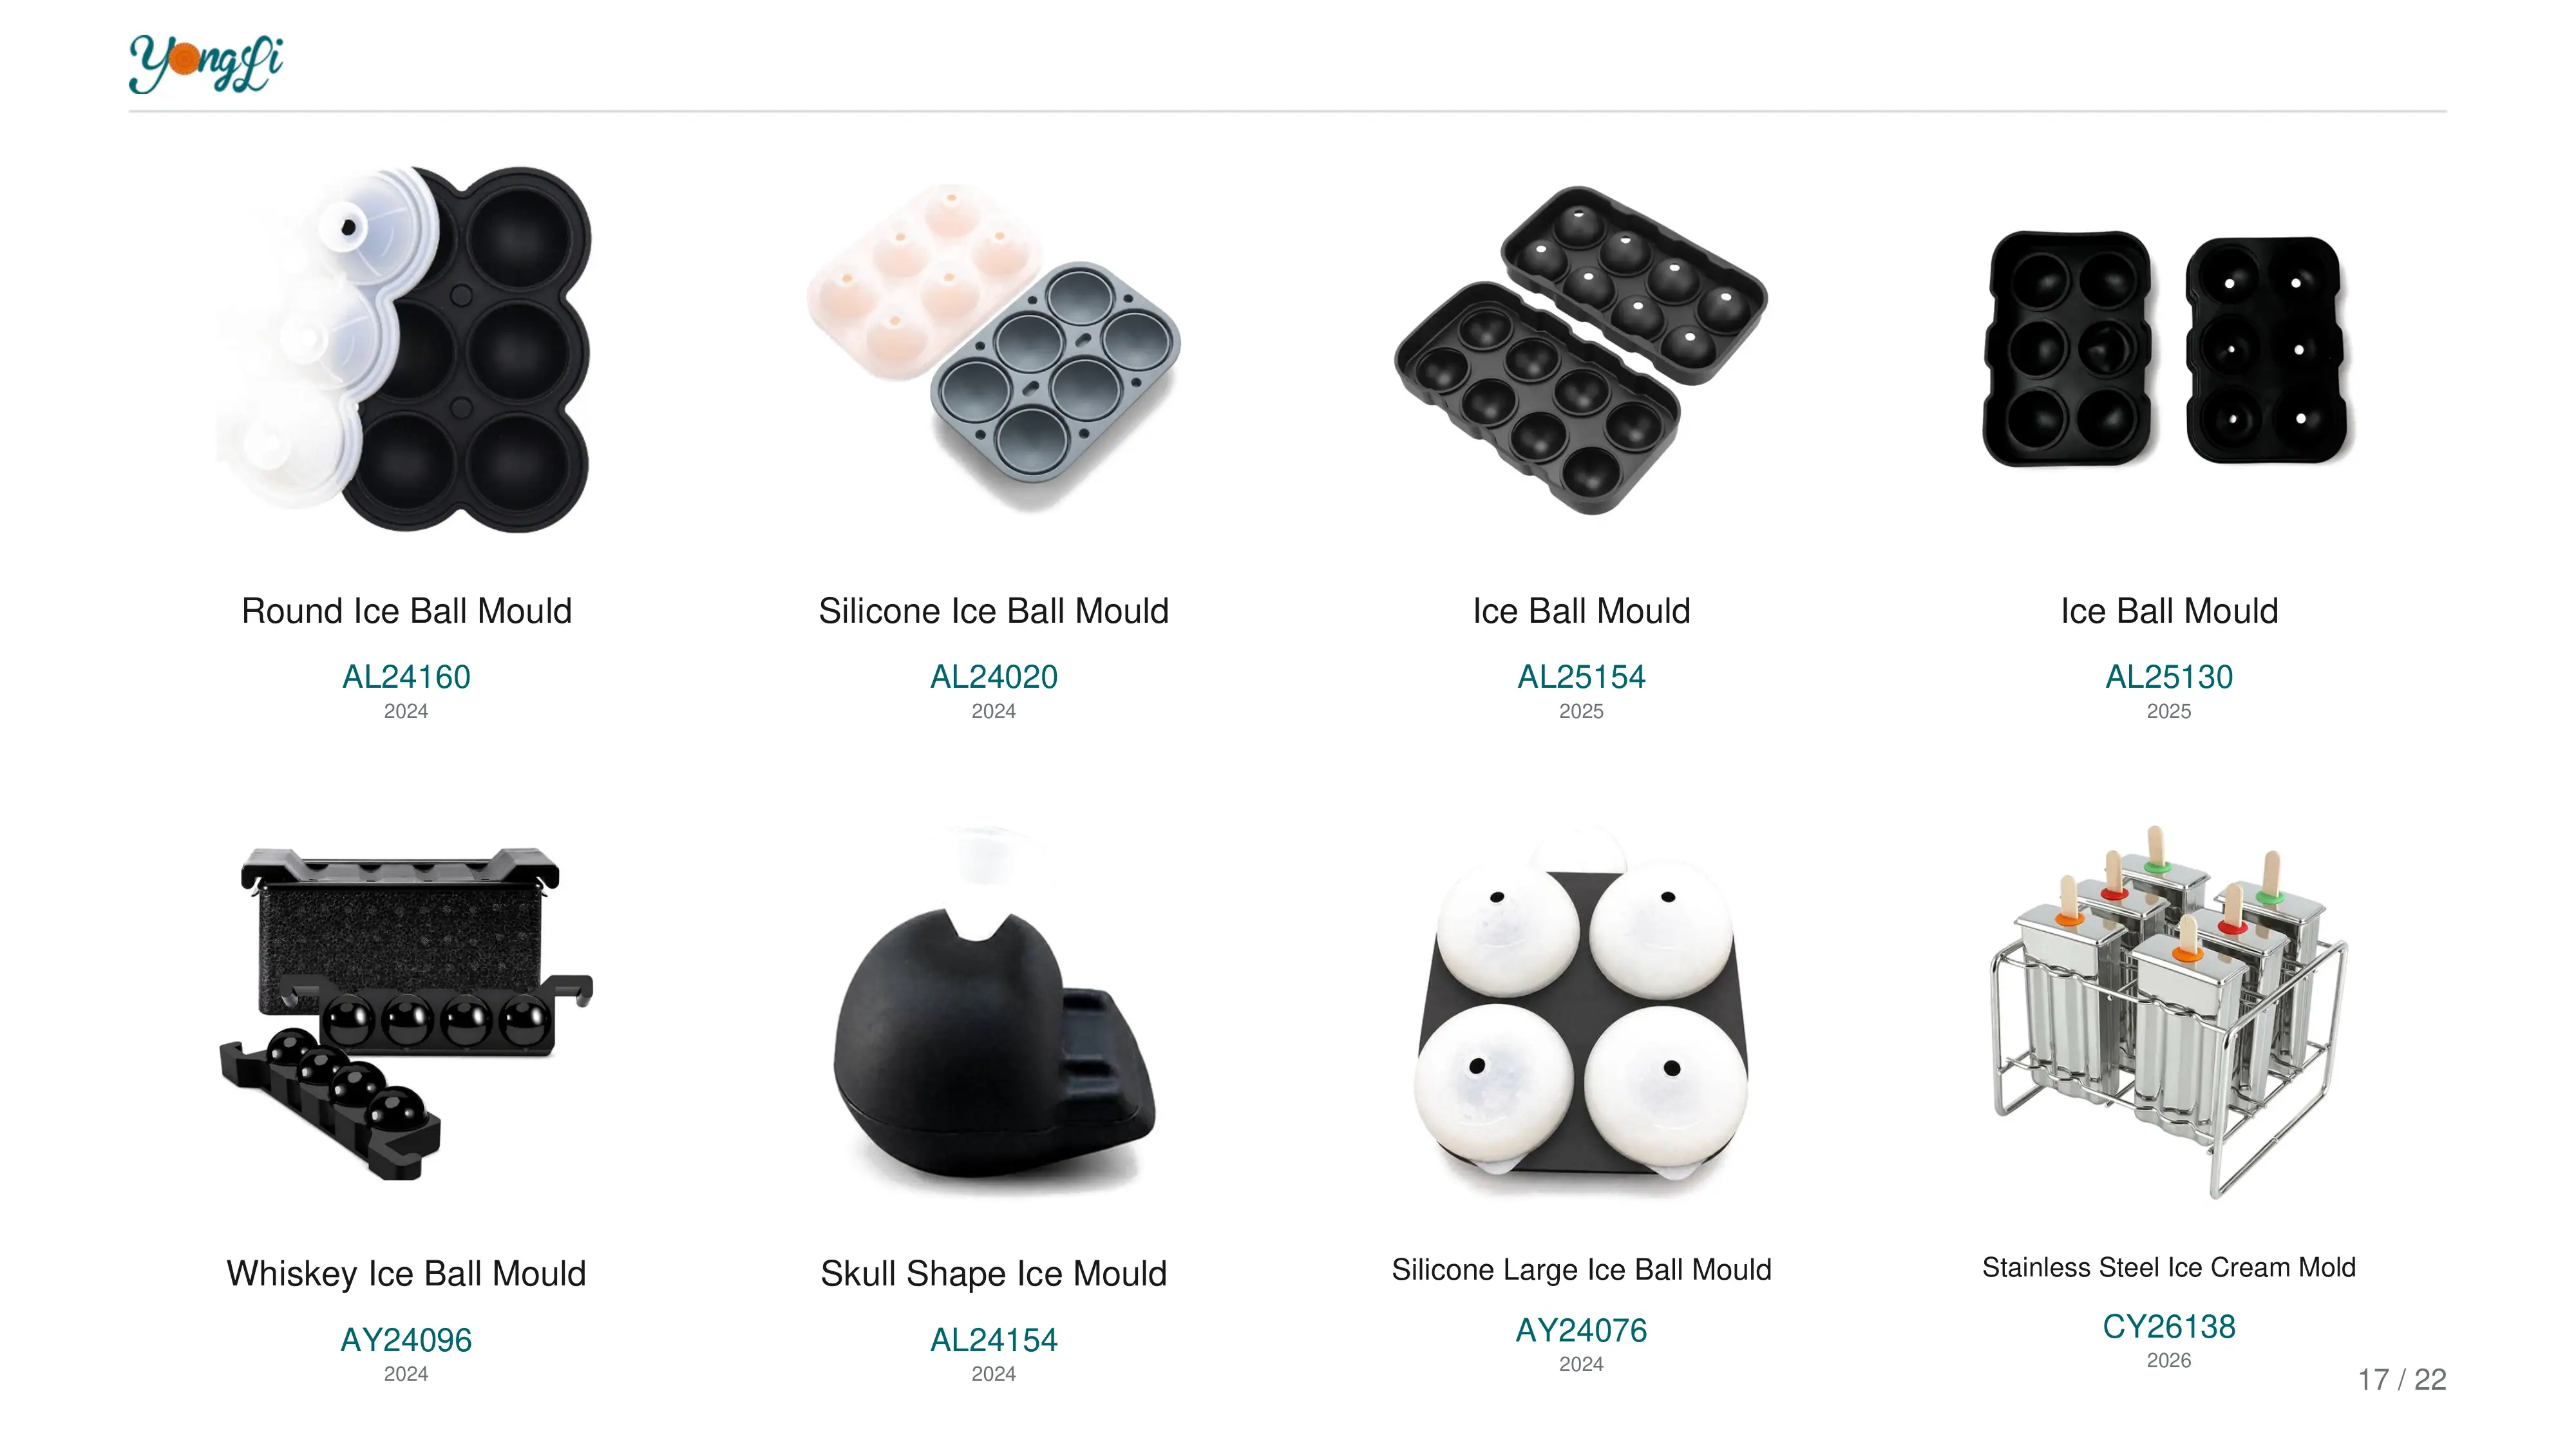 YongLi
Round Ice Ball Mould
AL24160
2024
Silicone Ice Ball Mould
AL24020
2024
Ice Ball Mould
AL25154
2025
Ice Ball Mould
AL25130
2025
Whiskey Ice Ball Mould
AY24096
2024
Skull Shape Ice Mould
AL24154
2024
Silicone Large Ice Ball Mould
AY24076
2024
Stainless Steel Ice Cream Mold
CY26138
2026
17 / 22